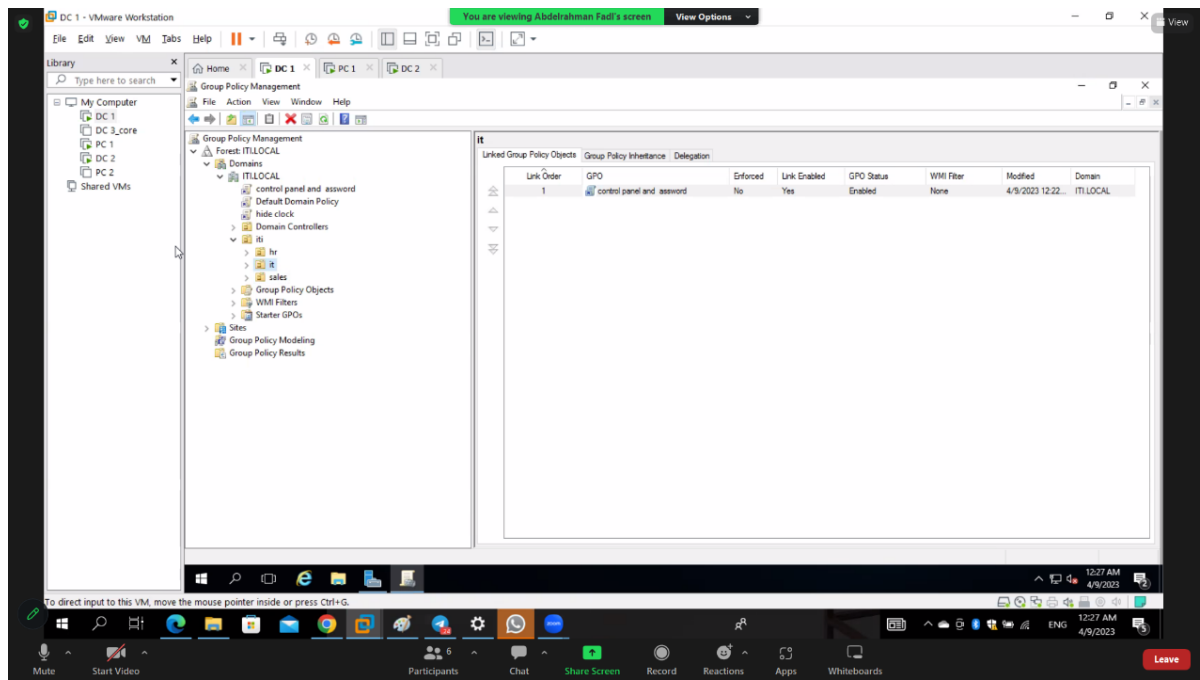 DC 1 - VMware Workstation
You are viewing Abdelrahman Fadl's screen
View Options
View
File Edit View VM Tabs Help
Library
Type here to search
Home
DC 1
PC 1
DC 2
My Computer
DC 1
DC 3_core
PC 1
DC 2
PC 2
Shared VMs
Group Policy Management
File Action View Window Help
Group Policy Management
Forest: ITI.LOCAL
Domains
ITI.LOCAL
control panel and assword
Default Domain Policy
hide clock
Domain Controllers
iti
hr
it
sales
Group Policy Objects
WMI Filters
Starter GPOs
Sites
Group Policy Modeling
Group Policy Results
it
Linked Group Policy Objects Group Policy Inheritance Delegation
Link Order GPO Enforced Link Enabled GPO Status WMI Filter Modified Domain
1 control panel and assword No Yes Enabled None 4/9/2023 12:22... ITI.LOCAL
12:27 AM
4/9/2023
2
To direct input to this VM, move the mouse pointer inside or press Ctrl+G.
zoom
ENG
12:27 AM
4/9/2023
6
Mute
Start Video
Participants
Chat
Share Screen
Record
Reactions
Apps
Whiteboards
Leave